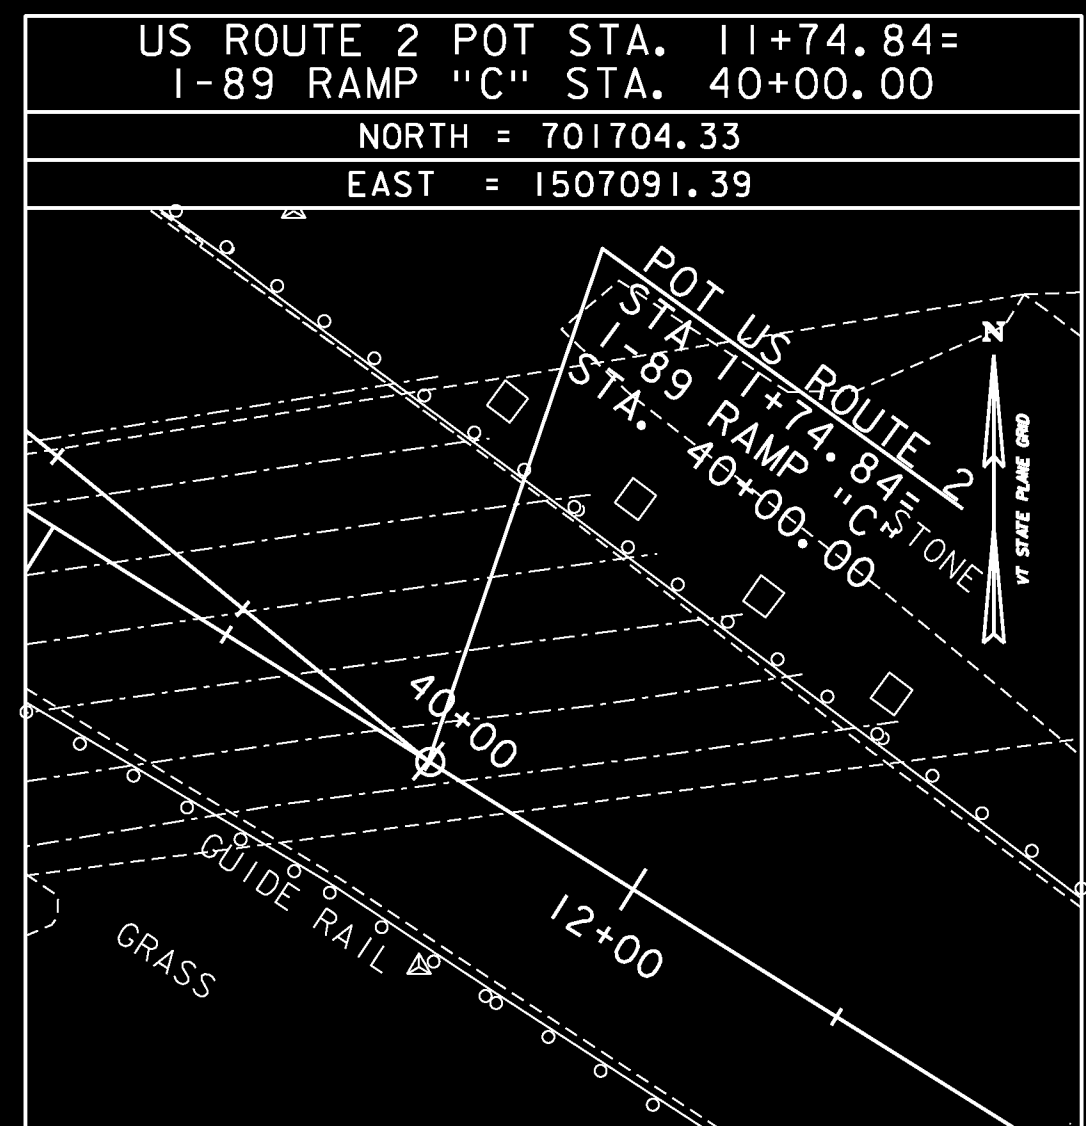 US ROUTE 2 POT STA. 11+74.84=
I-89 RAMP "C" STA. 40+00.00
NORTH = 701704.33
EAST = 1507091.39
POT US ROUTE 2
STA 11+74.84=
I-89 RAMP "C"
STA. 40+00.00
N
VT STATE PLANE GRID
STONE
40+00
GUIDE RAIL
12+00
GRASS